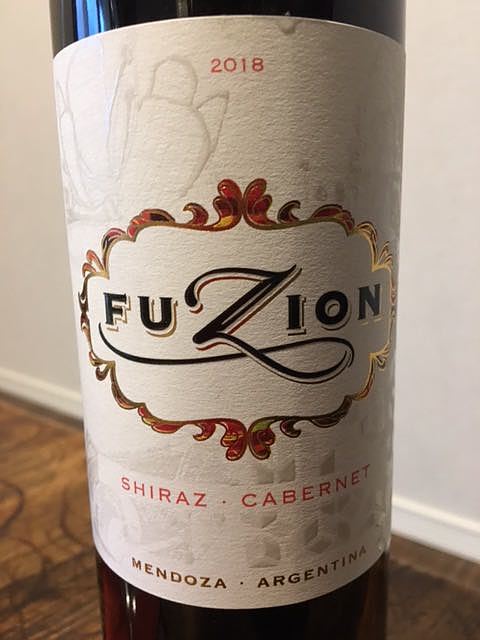 2018
FUZION
SHIRAZ · CABERNET
MENDOZA · ARGENTINA